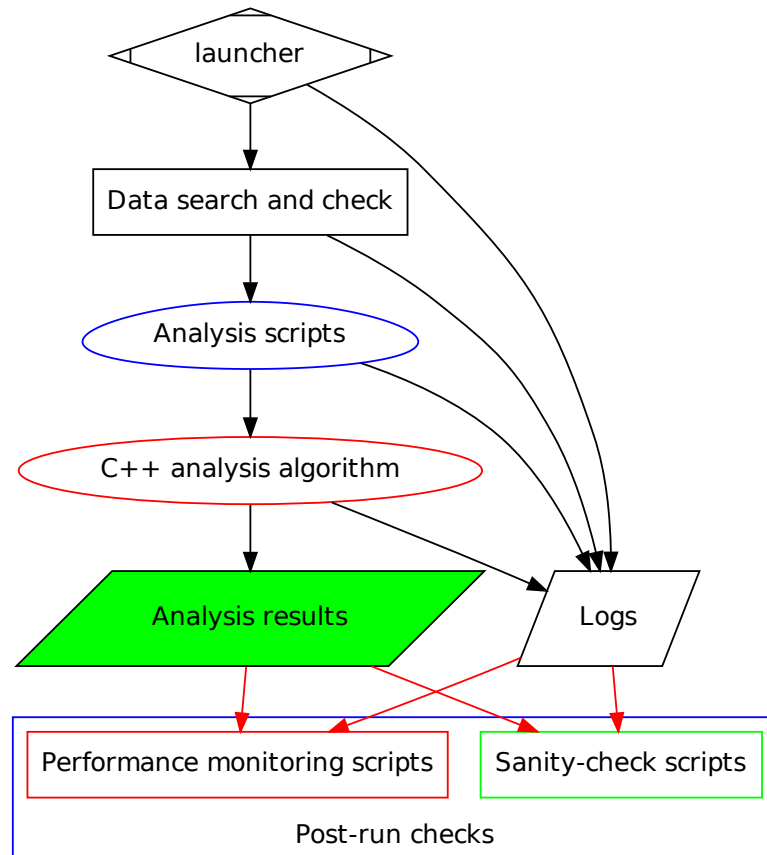 launcher
Data search and check
Analysis scripts
C++ analysis algorithm
Analysis results
Logs
Performance monitoring scripts
Sanity-check scripts
Post-run checks